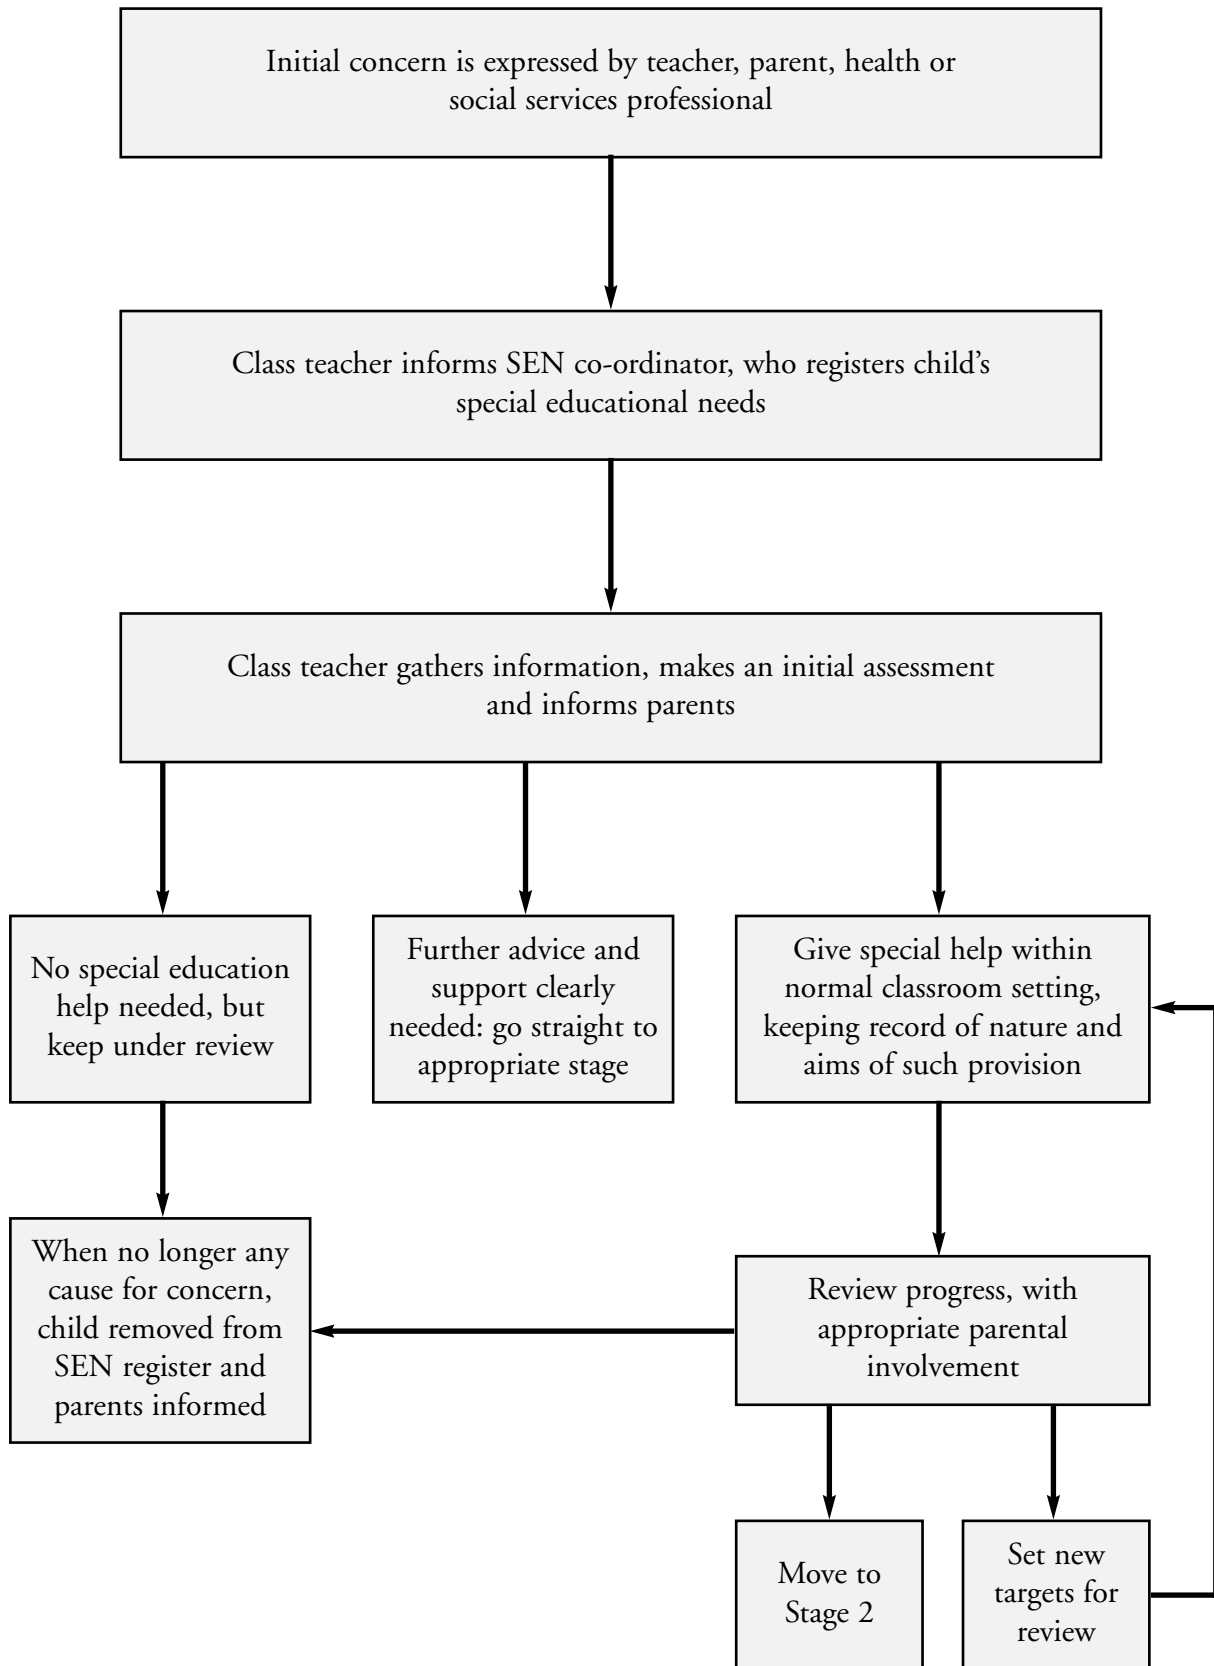 Initial concern is expressed by teacher, parent, health or
social services professional
Class teacher informs SEN co-ordinator, who registers child’s
special educational needs
Class teacher gathers information, makes an initial assessment
and informs parents
No special education
help needed, but
keep under review
Further advice and
support clearly
needed: go straight to
appropriate stage
Give special help within
normal classroom setting,
keeping record of nature and
aims of such provision
When no longer any
cause for concern,
child removed from
SEN register and
parents informed
Review progress, with
appropriate parental
involvement
Move to
Stage 2
Set new
targets for
review